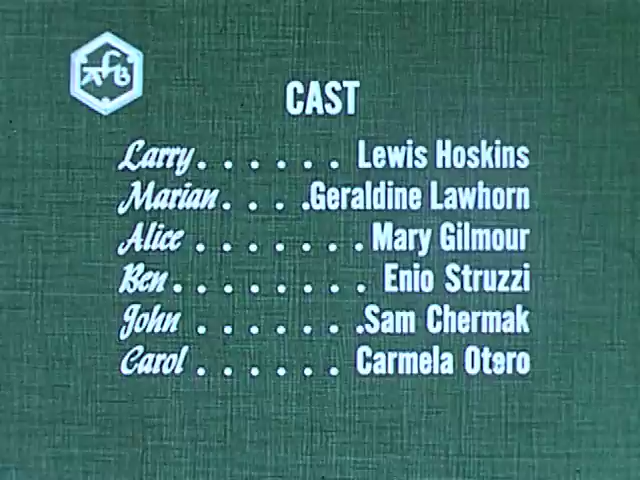 AFB
CAST
Larry. . . . . . Lewis Hoskins
Marian. . . .Geraldine Lawhorn
Alice . . . . . . . Mary Gilmour
Ben. . . . . . . . Enio Struzzi
John . . . . . . .Sam Chermak
Carol . . . . . . Carmela Otero